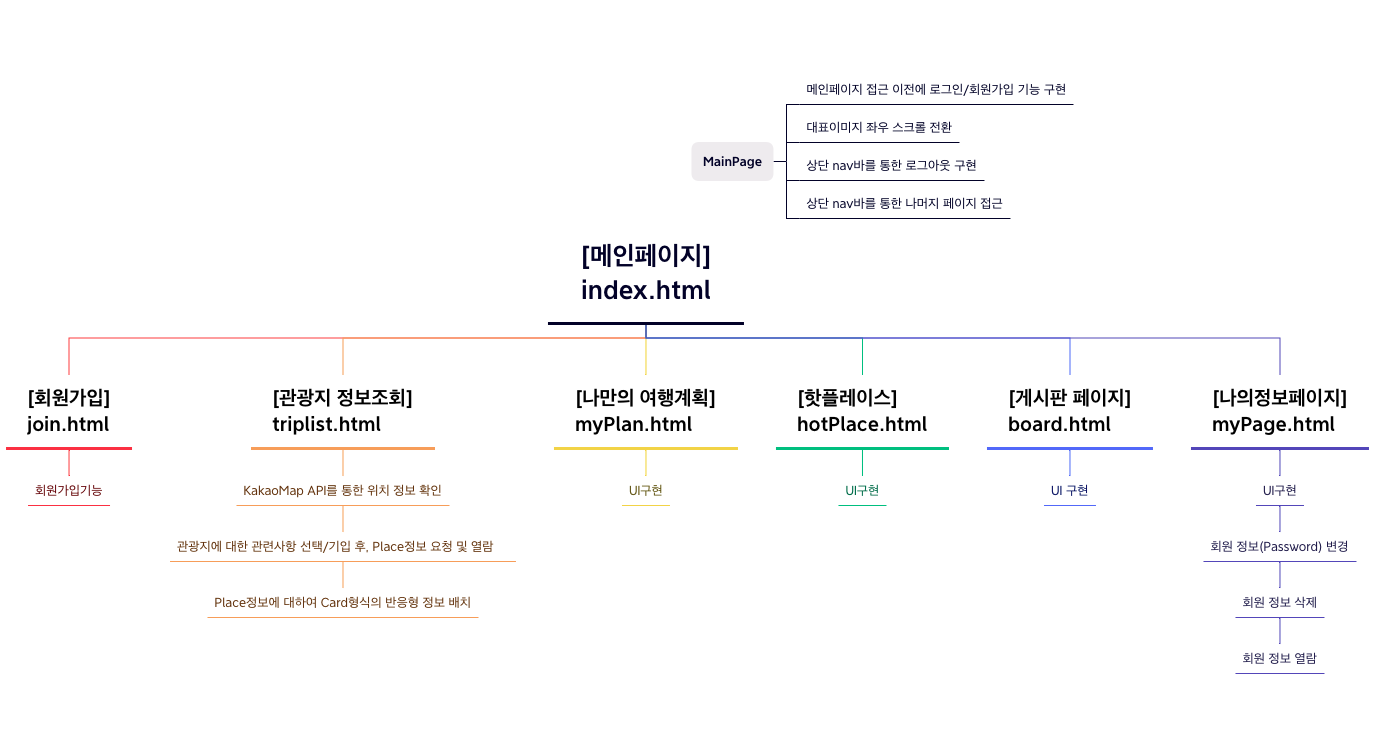 메인페이지 접근 이전에 로그인/회원가입 기능 구현
대표이미지 좌우 스크롤 전환
MainPage
상단 nav바를 통한 로그아웃 구현
상단 nav바를 통한 나머지 페이지 접근
[메인페이지]
index.html
[회원가입]
join.html
회원가입기능
[관광지 정보조회]
triplist.html
KakaoMap API를 통한 위치 정보 확인
관광지에 대한 관련사항 선택/기입 후, Place정보 요청 및 열람
Place정보에 대하여 Card형식의 반응형 정보 배치
[나만의 여행계획]
myPlan.html
UI구현
[핫플레이스]
hotPlace.html
UI구현
[게시판 페이지]
board.html
UI 구현
[나의정보페이지]
myPage.html
UI구현
회원 정보(Password) 변경
회원 정보 삭제
회원 정보 열람